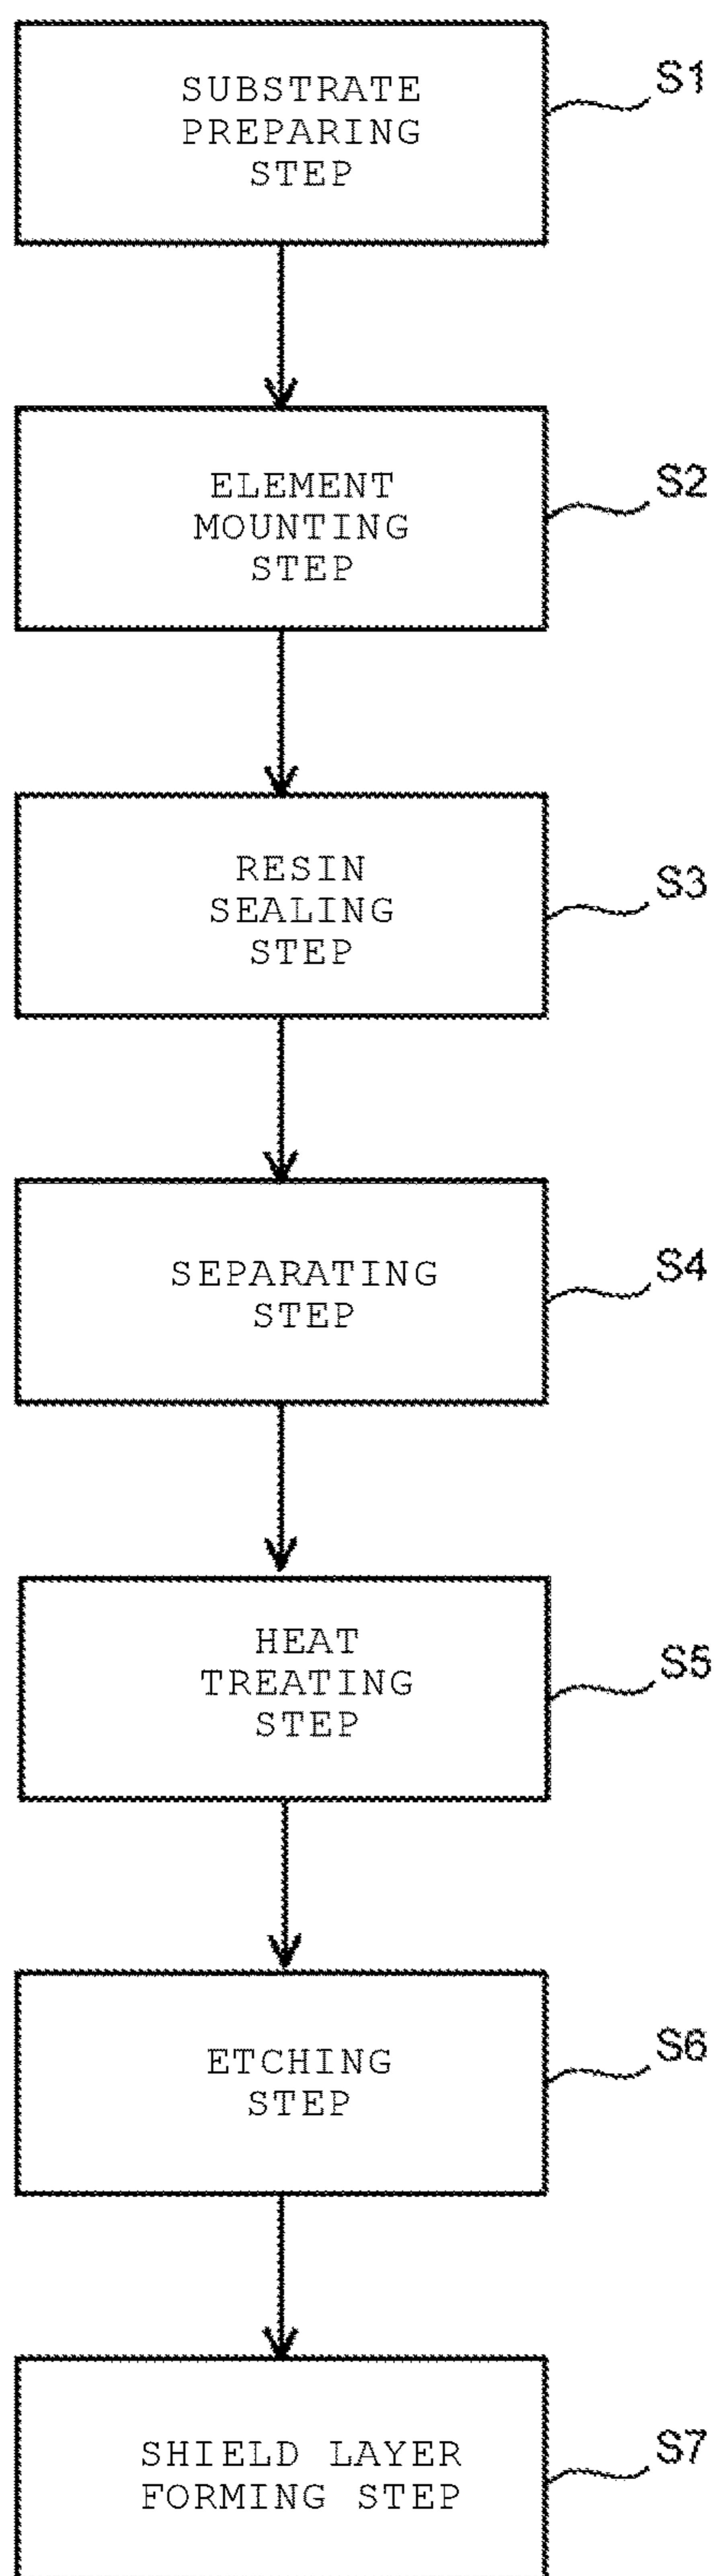 SUBSTRATE
PREPARING
STEP
S1
ELEMENT
MOUNTING
STEP
S2
RESIN
SEALING
STEP
S3
SEPARATING
STEP
S4
HEAT
TREATING
STEP
S5
ETCHING
STEP
S6
SHIELD LAYER
FORMING STEP
S7